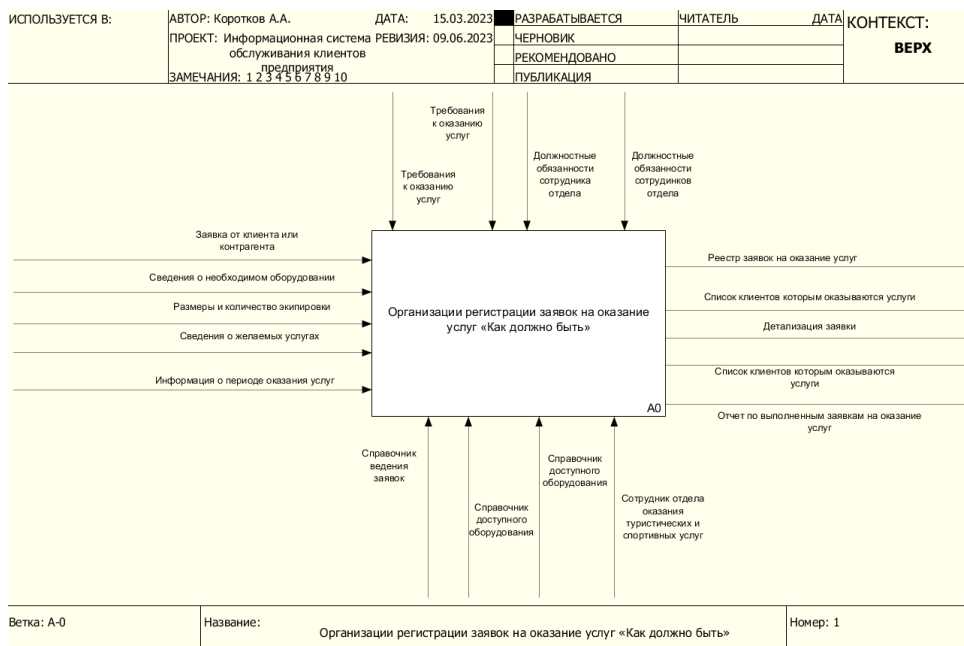 ИСПОЛЬЗУЕТСЯ В:
АВТОР: Коротков А.А.
ДАТА: 15.03.2023
ПРОЕКТ: Информационная система
обслуживания клиентов
предприятия
РЕВИЗИЯ: 09.06.2023
ЗАМЕЧАНИЯ: 1 2 3 4 5 6 7 8 9 10
РАЗРАБАТЫВАЕТСЯ
ЧЕРНОВИК
РЕКОМЕНДОВАНО
ПУБЛИКАЦИЯ
ЧИТАТЕЛЬ
ДАТА
КОНТЕКСТ:
ВЕРХ
Требования
к оказанию
услуг
Требования
к оказанию
услуг
Должностные
обязанности
сотрудника
отдела
Должностные
обязанности
сотрудинков
отдела
Заявка от клиента или
контрагента
Сведения о необходимом оборудовании
Размеры и количество экипировки
Сведения о желаемых услугах
Информация о периоде оказания услуг
Организации регистрации заявок на оказание
услуг «Как должно быть»
A0
Реестр заявок на оказание услуг
Список клиентов которым оказываются услуги
Детализация заявки
Список клиентов которым оказываются
услуги
Отчет по выполненным заявкам на оказание
услуг
Справочник
ведения
заявок
Справочник
доступного
оборудования
Справочник
доступного
оборудования
Сотрудник отдела
оказания
туристических и
спортивных услуг
Ветка: A-0
Название:
Организации регистрации заявок на оказание услуг «Как должно быть»
Номер: 1